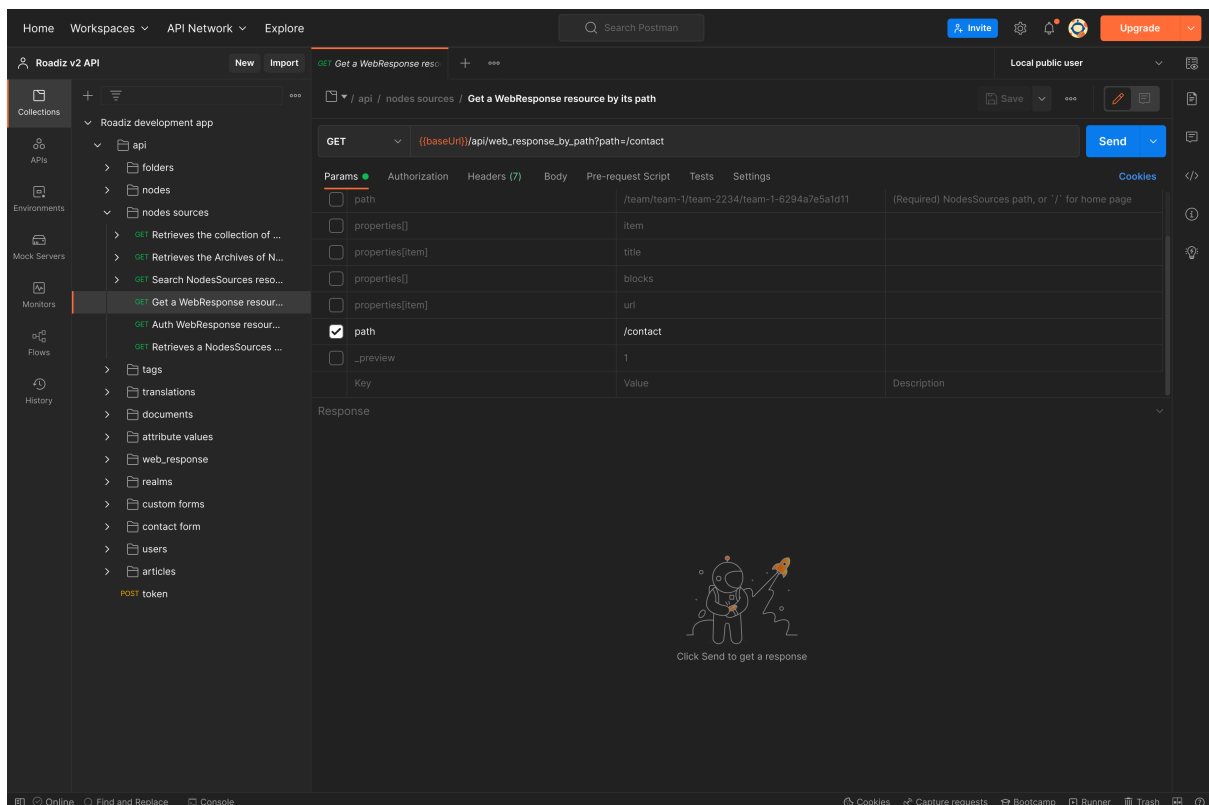 Home Workspaces API Network Explore Search Postman Invite Upgrade
Roadiz v2 API New Import GET Get a WebResponse reso Local public user
Collections
APIs
Environments
Mock Servers
Monitors
Flows
History
Roadiz development app
api
folders
nodes
nodes sources
GET Retrieves the collection of ...
GET Retrieves the Archives of N...
GET Search NodesSources reso...
GET Get a WebResponse resour...
GET Auth WebResponse resour...
GET Retrieves a NodesSources ...
tags
translations
documents
attribute values
web_response
realms
custom forms
contact form
users
articles
POST token
/ api / nodes sources / Get a WebResponse resource by its path Save
GET {{baseUrl}}/api/web_response_by_path?path=/contact Send
Params Authorization Headers (7) Body Pre-request Script Tests Settings Cookies
path /team/team-1/team-2234/team-1-6294a7e5a1d11 (Required) NodesSources path, or `/` for home page
properties[] item
properties[item] title
properties[] blocks
properties[item] url
path /contact
_preview 1
Key Value Description
Response
Click Send to get a response
Online Find and Replace Console Cookies Capture requests Bootcamp Runner Trash